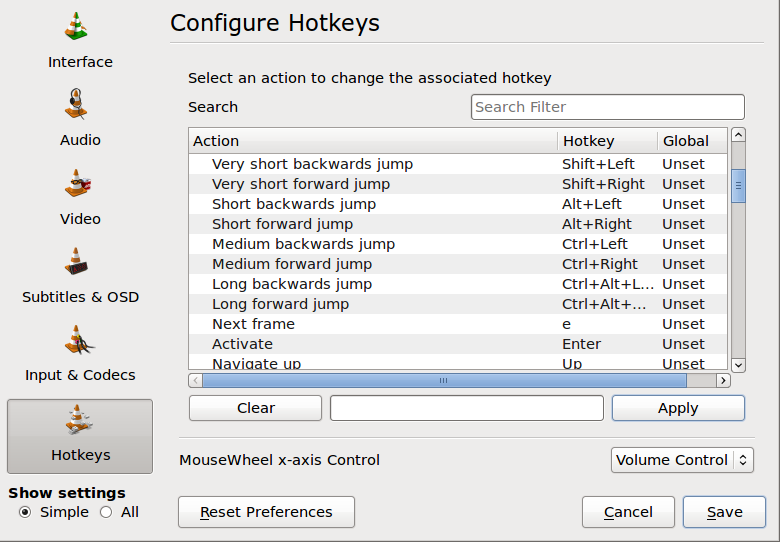 Configure Hotkeys
Interface
Audio
Video
Subtitles & OSD
Input & Codecs
Hotkeys
Show settings
Simple All
Select an action to change the associated hotkey
Search Search Filter
Action Hotkey Global
Very short backwards jump Shift+Left Unset
Very short forward jump Shift+Right Unset
Short backwards jump Alt+Left Unset
Short forward jump Alt+Right Unset
Medium backwards jump Ctrl+Left Unset
Medium forward jump Ctrl+Right Unset
Long backwards jump Ctrl+Alt+L... Unset
Long forward jump Ctrl+Alt+... Unset
Next frame e Unset
Activate Enter Unset
Navigate up Up Unset
Clear Apply
MouseWheel x-axis Control Volume Control
Reset Preferences Cancel Save